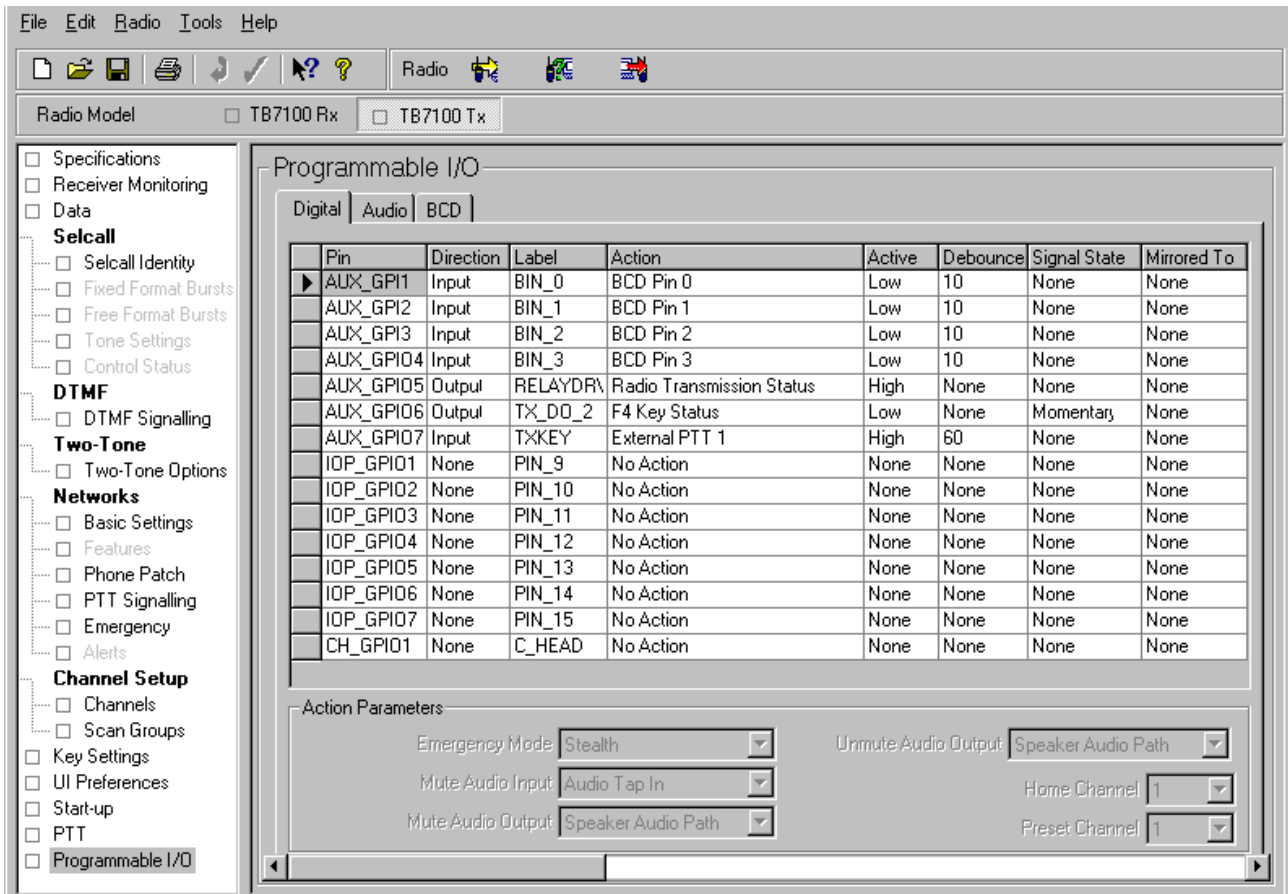 File Edit Radio Tools Help
Radio
Radio Model TB7100 Rx TB7100 Tx
Specifications
Receiver Monitoring
Data
Selcall
Selcall Identity
Fixed Format Bursts
Free Format Bursts
Tone Settings
Control Status
DTMF
DTMF Signalling
Two-Tone
Two-Tone Options
Networks
Basic Settings
Features
Phone Patch
PTT Signalling
Emergency
Alerts
Channel Setup
Channels
Scan Groups
Key Settings
UI Preferences
Start-up
PTT
Programmable I/O
Programmable I/O
Digital Audio BCD
Pin Direction Label Action Active Debounce Signal State Mirrored To
AUX_GPI1 Input BIN_0 BCD Pin 0 Low 10 None None
AUX_GPI2 Input BIN_1 BCD Pin 1 Low 10 None None
AUX_GPI3 Input BIN_2 BCD Pin 2 Low 10 None None
AUX_GPIO4 Input BIN_3 BCD Pin 3 Low 10 None None
AUX_GPIO5 Output RELAYDRV Radio Transmission Status High None None None
AUX_GPIO6 Output TX_DO_2 F4 Key Status Low None Momentary None
AUX_GPIO7 Input TXKEY External PTT 1 High 60 None None
IOP_GPIO1 None PIN_9 No Action None None None None
IOP_GPIO2 None PIN_10 No Action None None None None
IOP_GPIO3 None PIN_11 No Action None None None None
IOP_GPIO4 None PIN_12 No Action None None None None
IOP_GPIO5 None PIN_13 No Action None None None None
IOP_GPIO6 None PIN_14 No Action None None None None
IOP_GPIO7 None PIN_15 No Action None None None None
CH_GPIO1 None C_HEAD No Action None None None None
Action Parameters
Emergency Mode Stealth Unmute Audio Output Speaker Audio Path
Mute Audio Input Audio Tap In Home Channel 1
Mute Audio Output Speaker Audio Path Preset Channel 1